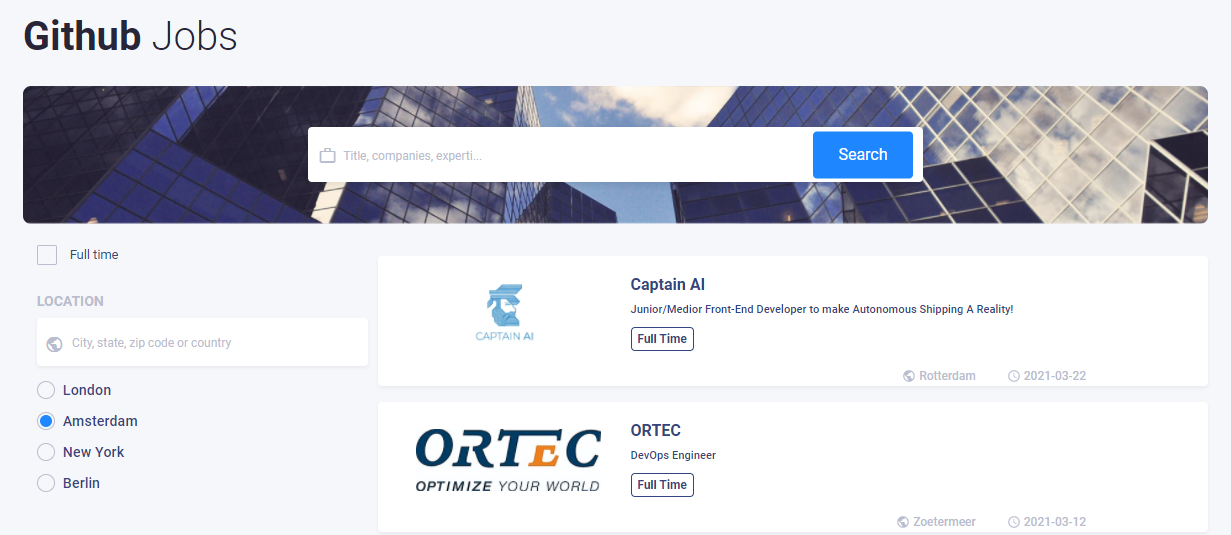 Github Jobs
Title, companies, experti...
Search
Full time
LOCATION
City, state, zip code or country
London
Amsterdam
New York
Berlin
CAPTAIN AI
Captain AI
Junior/Medior Front-End Developer to make Autonomous Shipping A Reality!
Full Time
Rotterdam
2021-03-22
ORTEC
OPTIMIZE YOUR WORLD
ORTEC
DevOps Engineer
Full Time
Zoetermeer
2021-03-12